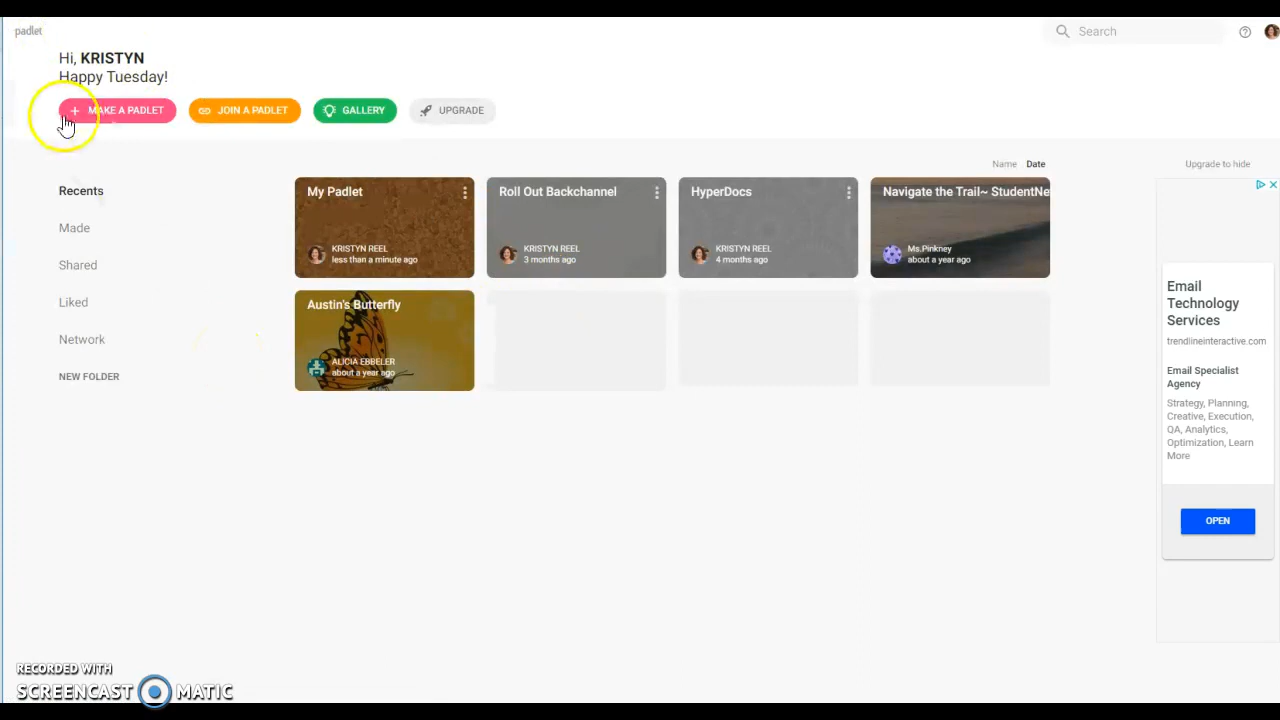 padlet
Search
Hi, KRISTYN
Happy Tuesday!
MAKE A PADLET
JOIN A PADLET
GALLERY
UPGRADE
Name Date
Upgrade to hide
Recents
Made
Shared
Liked
Network
NEW FOLDER
My Padlet
KRISTYN REEL
less than a minute ago
Roll Out Backchannel
KRISTYN REEL
3 months ago
HyperDocs
KRISTYN REEL
4 months ago
Navigate the Trail~ StudentNe
Ms.Pinkney
about a year ago
Austin's Butterfly
ALICIA EBBELER
about a year ago
Email
Technology
Services
trendlineinteractive.com
Email Specialist
Agency
Strategy, Planning,
Creative, Execution,
QA, Analytics,
Optimization, Learn
More
OPEN
RECORDED WITH
SCREENCAST MATIC